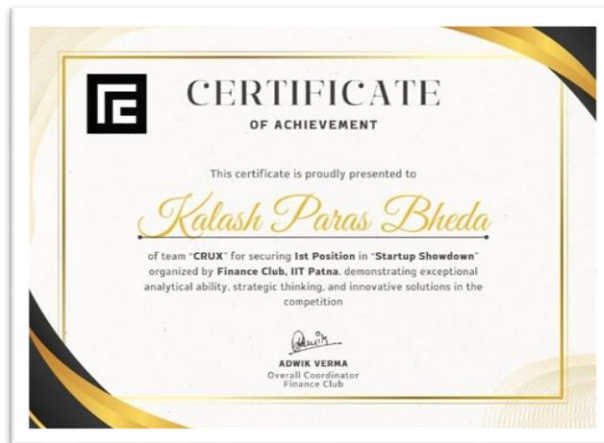 CERTIFICATE
OF ACHIEVEMENT
This certificate is proudly presented to
Kalash Paras Bheda
of team “CRUX” for securing 1st Position in “Startup Showdown”
organized by Finance Club, IIT Patna, demonstrating exceptional
analytical ability, strategic thinking, and innovative solutions in the
competition
ADWIK VERMA
Overall Coordinator
Finance Club